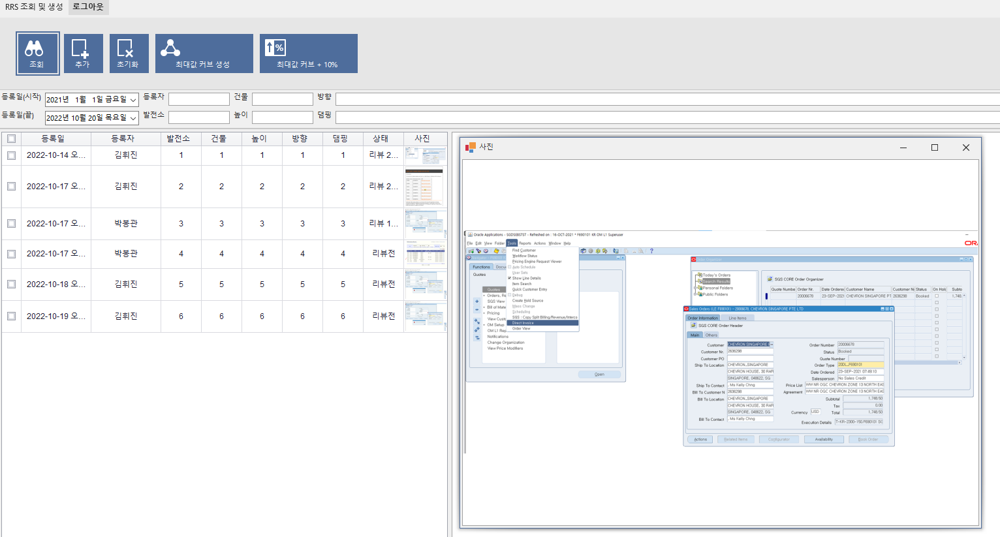 RRS 조회 및 생성 로그아웃
조회 추가 초기화 최대값 커브 생성 최대값 커브 + 10%
등록일(시작) 2021년 1월 1일 금요일 등록자 건물 방향
등록일(끝) 2022년 10월 20일 목요일 발전소 높이 댐핑
등록일 등록자 발전소 건물 높이 방향 댐핑 상태 사진
2022-10-14 오... 김휘진 1 1 1 1 1 리뷰 2...
2022-10-17 오... 김휘진 2 2 2 2 2 리뷰 2...
2022-10-17 오... 박봉관 3 3 3 3 3 리뷰 1...
2022-10-17 오... 박봉관 4 4 4 4 4 리뷰전
2022-10-18 오... 김휘진 5 5 5 5 5 리뷰전
2022-10-19 오... 김휘진 6 6 6 6 6 리뷰전
사진
Oracle Applications - SGDSEBSTST - Refreshed on : 16-OCT-2021 * F690101 KR OM L1 Superuser
File Edit View Folder Tools Reports Actions Window Help
ORA
Find Customer
Workflow Status
Pricing Engine Request Viewer
Auto Schedule
User Sets
Show Line Details
Item Search
Quick Customer Entry
Debug
Create Hold Source
Mass Change
Scheduling
SGS : Copy Split Billing/Revenue/Interco
Direct Invoice
Order View
Functions Docu
Quotes
Quotes
Orders, Re
SGS View
Bill of Mate
Pricing
View Custo
OM Setup
OM L1 Rep
Notifications
Change Organization
View Price Modifiers
Open
Order Organizer
Today's Orders
Search Results
Personal Folders
Public Folders
SGS CORE Order Organizer
Quote Numbe Order Nr. Date Ordered Customer Name Customer N Status On Hold Subto
20006678 23-SEP-2021 CHEVRON SINGAPORE PT 2636298 Booked 1,748.
Sales Orders (LE F690101) - 20006678, CHEVRON SINGAPORE PTE LTD
Order Information Line Items
SGS CORE Order Header
Main Others
Customer CHEVRON SINGAPORE Order Number 20006678
Customer Nr. 2636298 Status Booked
Customer PO Quote Number
Ship To Location CHEVRON_SINGAPORE Order Type 20DL_F690101
CHEVRON HOUSE, 30 RAF Date Ordered 23-SEP-2021 07:49:10
SINGAPORE, 048622, SG Salesperson No Sales Credit
Ship To Contact , Ms Kelly Chng Price List WW NR OGC CHEVRON ZONE 13 NORTH EAS
Bill To Customer N 2636298 Agreement WW NR OGC CHEVRON ZONE 13 NORTH EAS
Bill To Location CHEVRON_SINGAPORE Subtotal 1,748.50
CHEVRON HOUSE, 30 RAF Tax 0.00
SINGAPORE, 048622, SG Currency USD Total 1,748.50
Bill To Contact , Ms Kelly Chng Execution Details T-KR-2300-150.F690101 SG
Actions Related Items Configurator Availability Book Order